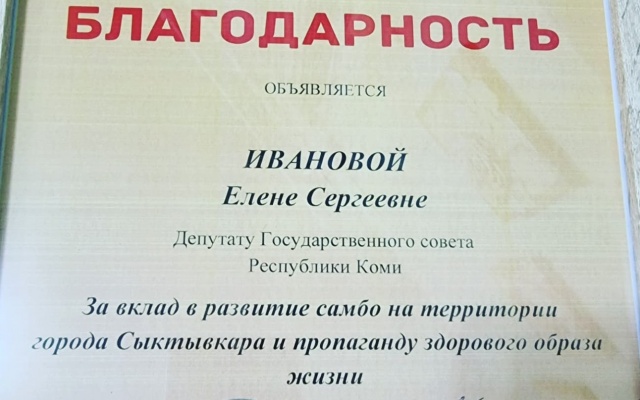 БЛАГОДАРНОСТЬ
ОБЪЯВЛЯЕТСЯ
ИВАНОВОЙ
Елене Сергеевне
Депутату Государственного совета
Республики Коми
За вклад в развитие самбо на территории
города Сыктывкара и пропаганду здорового образа
жизни